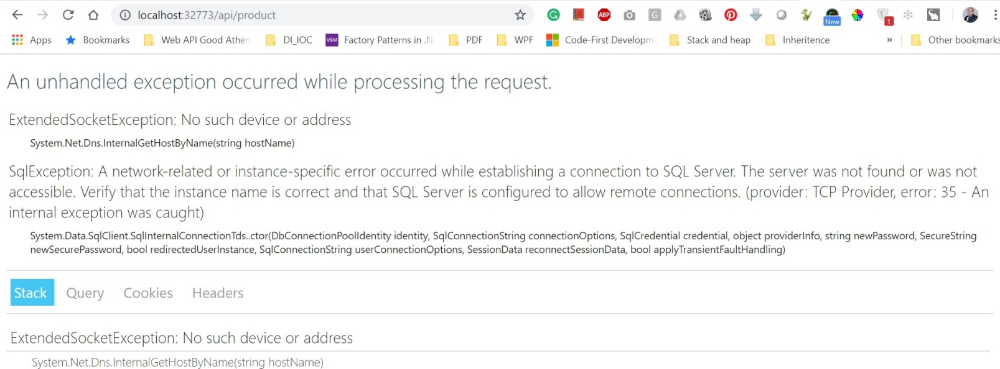 localhost:32773/api/product
ABP
G
New
1
Apps
Bookmarks
Web API Good Athen
DI_IOC
VSM
Factory Patterns in .N
PDF
WPF
Code-First Developm
Stack and heap
Inheritence
»
Other bookmarks
An unhandled exception occurred while processing the request.
ExtendedSocketException: No such device or address
System.Net.Dns.InternalGetHostByName(string hostName)
SqlException: A network-related or instance-specific error occurred while establishing a connection to SQL Server. The server was not found or was not
accessible. Verify that the instance name is correct and that SQL Server is configured to allow remote connections. (provider: TCP Provider, error: 35 - An
internal exception was caught)
System.Data.SqlClient.SqlInternalConnectionTds..ctor(DbConnectionPoolIdentity identity, SqlConnectionString connectionOptions, SqlCredential credential, object providerInfo, string newPassword, SecureString
newSecurePassword, bool redirectedUserInstance, SqlConnectionString userConnectionOptions, SessionData reconnectSessionData, bool applyTransientFaultHandling)
Stack
Query
Cookies
Headers
ExtendedSocketException: No such device or address
System.Net.Dns.InternalGetHostByName(string hostName)